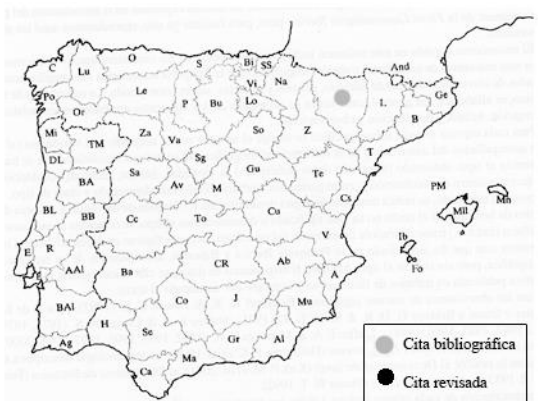 And
C Lu O S Bi SS Na
Le Vi
Po Or P Bu Lo L Ge
B
Mi Za Va So Z
TM
DL Sa Sg Gu T
BA Av M Te
Cs PM Mll Mn
BL BB Cc To Cu
V Ib
E R Fo
AAl Ba CR Ab A
BAl Co J Mu
H Se
Ag Gr Al
Ma
Ca
Cita bibliográfica
Cita revisada